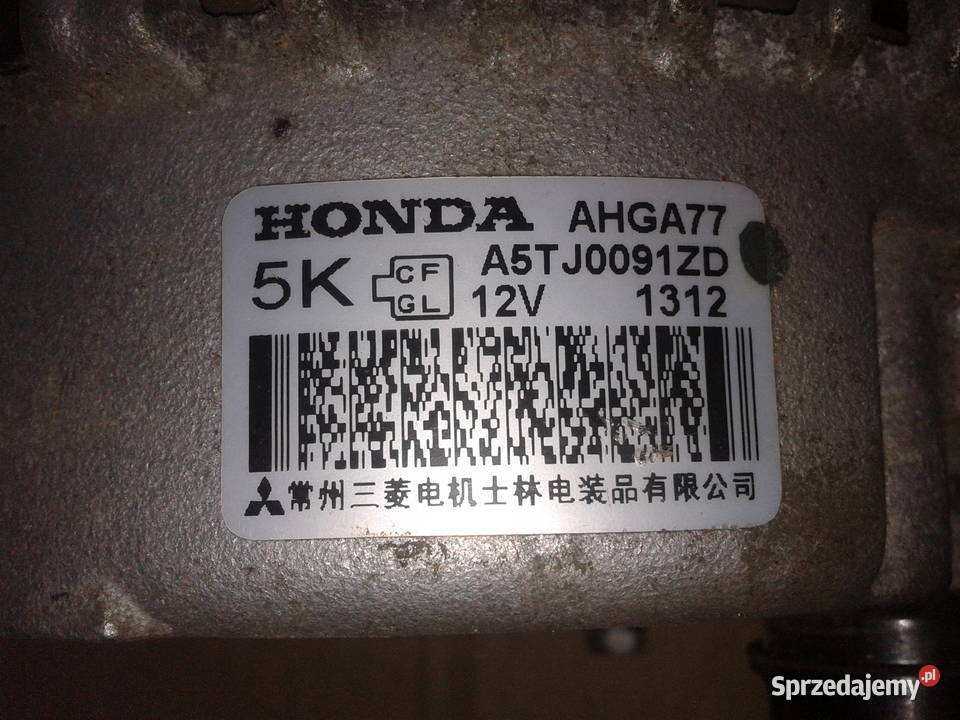 HONDA AHGA77
5K CF GL A5TJ0091ZD
12V 1312
常州三菱电机士林电装品有限公司
Sprzedajemy.pl